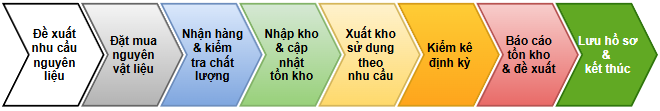 Đề xuất
nhu cầu
nguyên
liệu
Đặt mua
nguyên
vật liệu
Nhận hàng
& kiểm
tra chất
lượng
Nhập kho
& cập
nhật
tồn kho
Xuất kho
sử dụng
theo
nhu cầu
Kiểm kê
định kỳ
Báo cáo
tồn kho
& đề xuất
Lưu hồ sơ
&
kết thúc